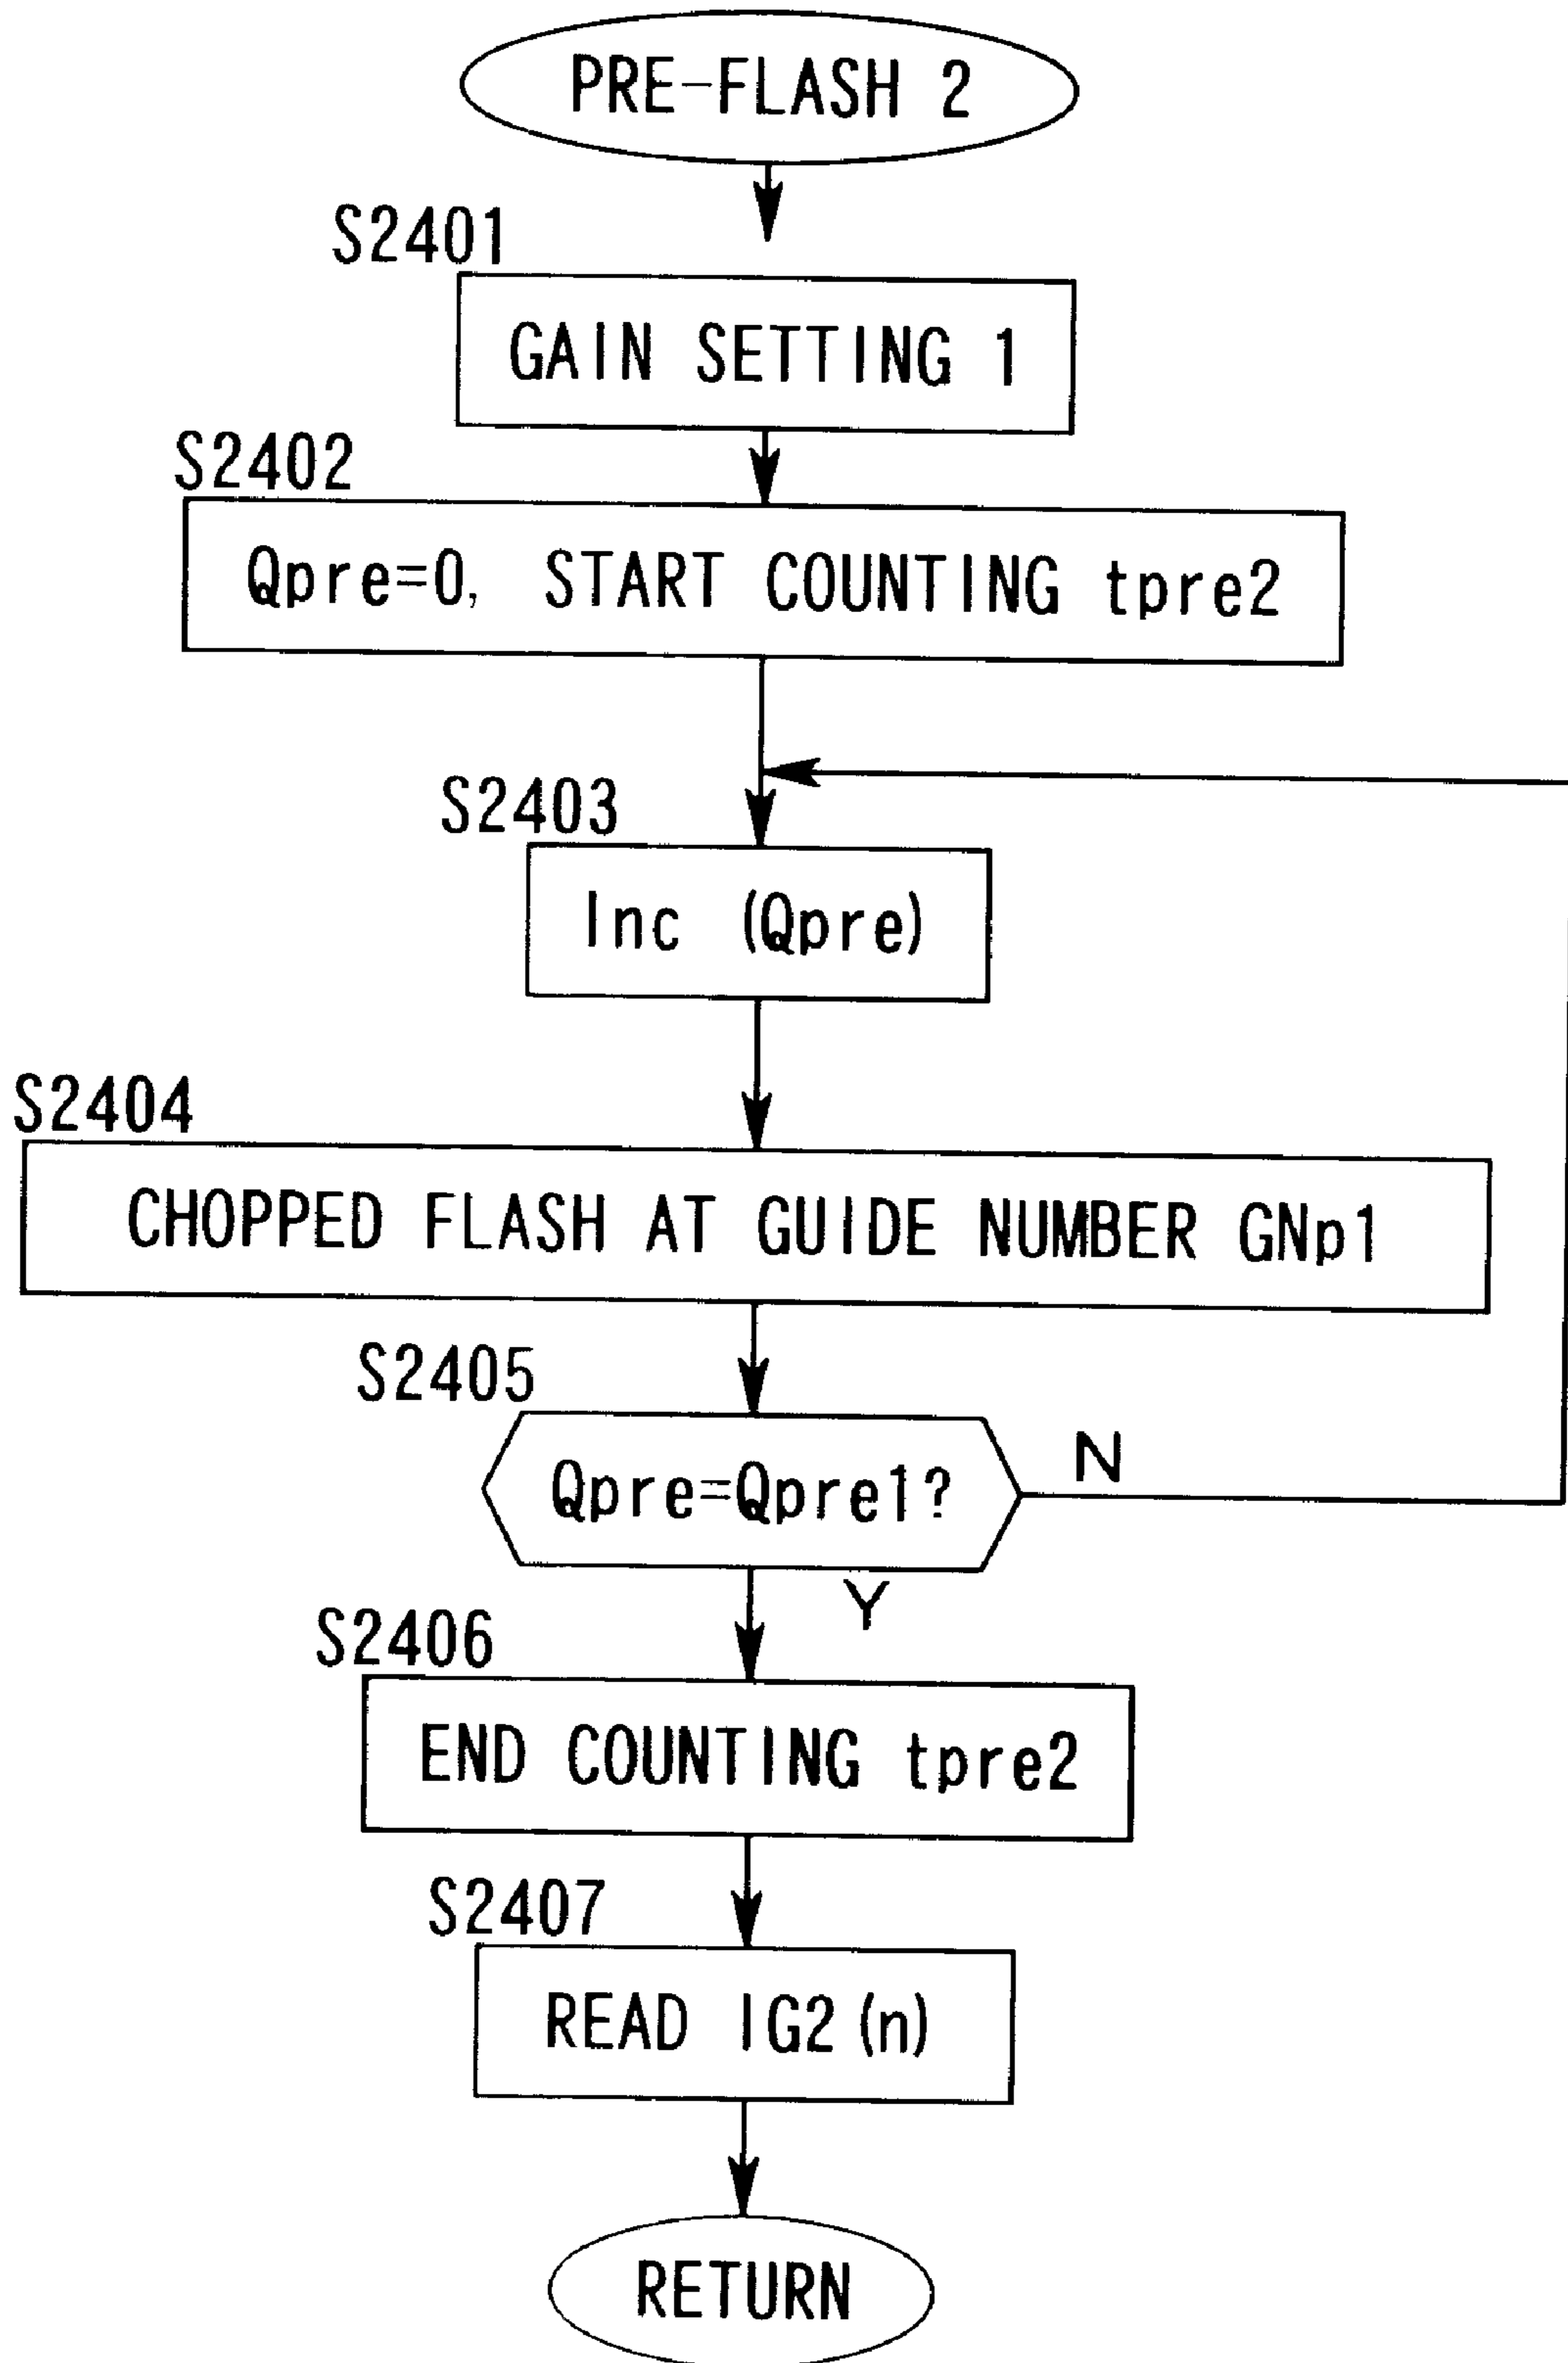 PRE-FLASH 2
S2401
GAIN SETTING 1
S2402
Qpre=0, START COUNTING tpre2
S2403
Inc (Qpre)
S2404
CHOPPED FLASH AT GUIDE NUMBER GNp1
S2405
Qpre=Qpre1?
N
Y
S2406
END COUNTING tpre2
S2407
READ IG2(n)
RETURN